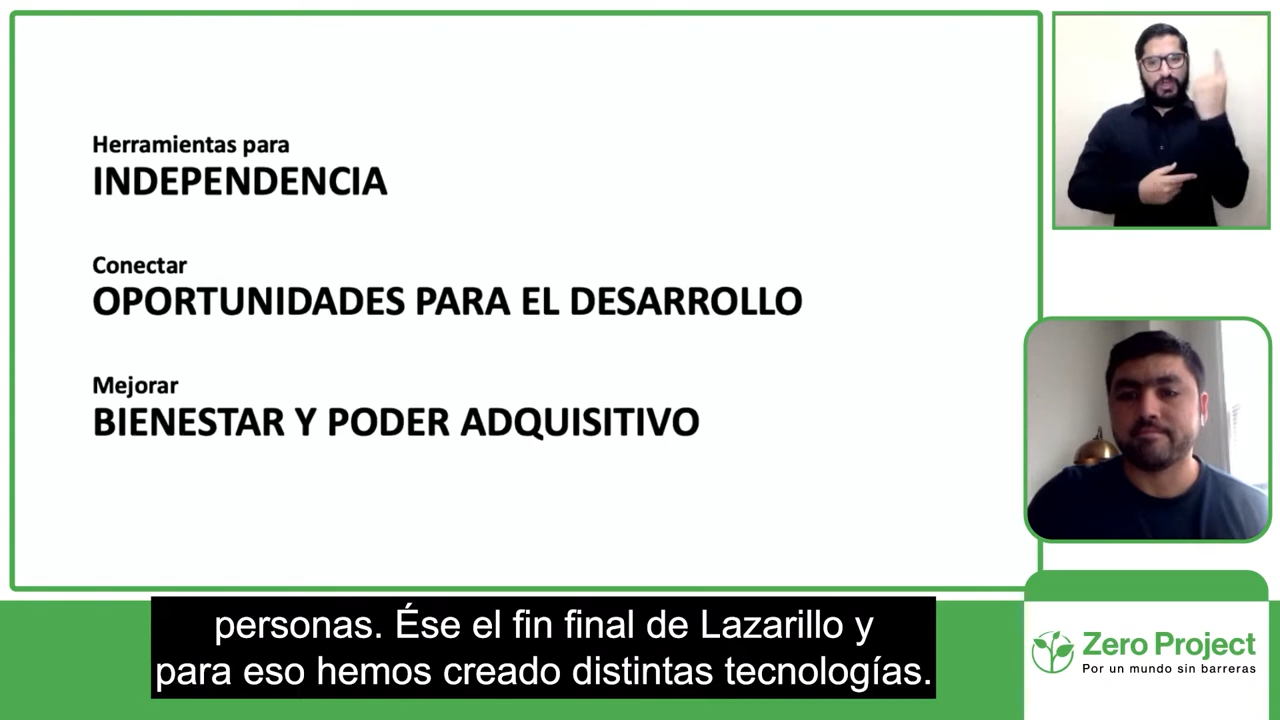 Herramientas para
INDEPENDENCIA
Conectar
OPORTUNIDADES PARA EL DESARROLLO
Mejorar
BIENESTAR Y PODER ADQUISITIVO
personas. Ése el fin final de Lazarillo y
para eso hemos creado distintas tecnologías.
Zero Project
Por un mundo sin barreras